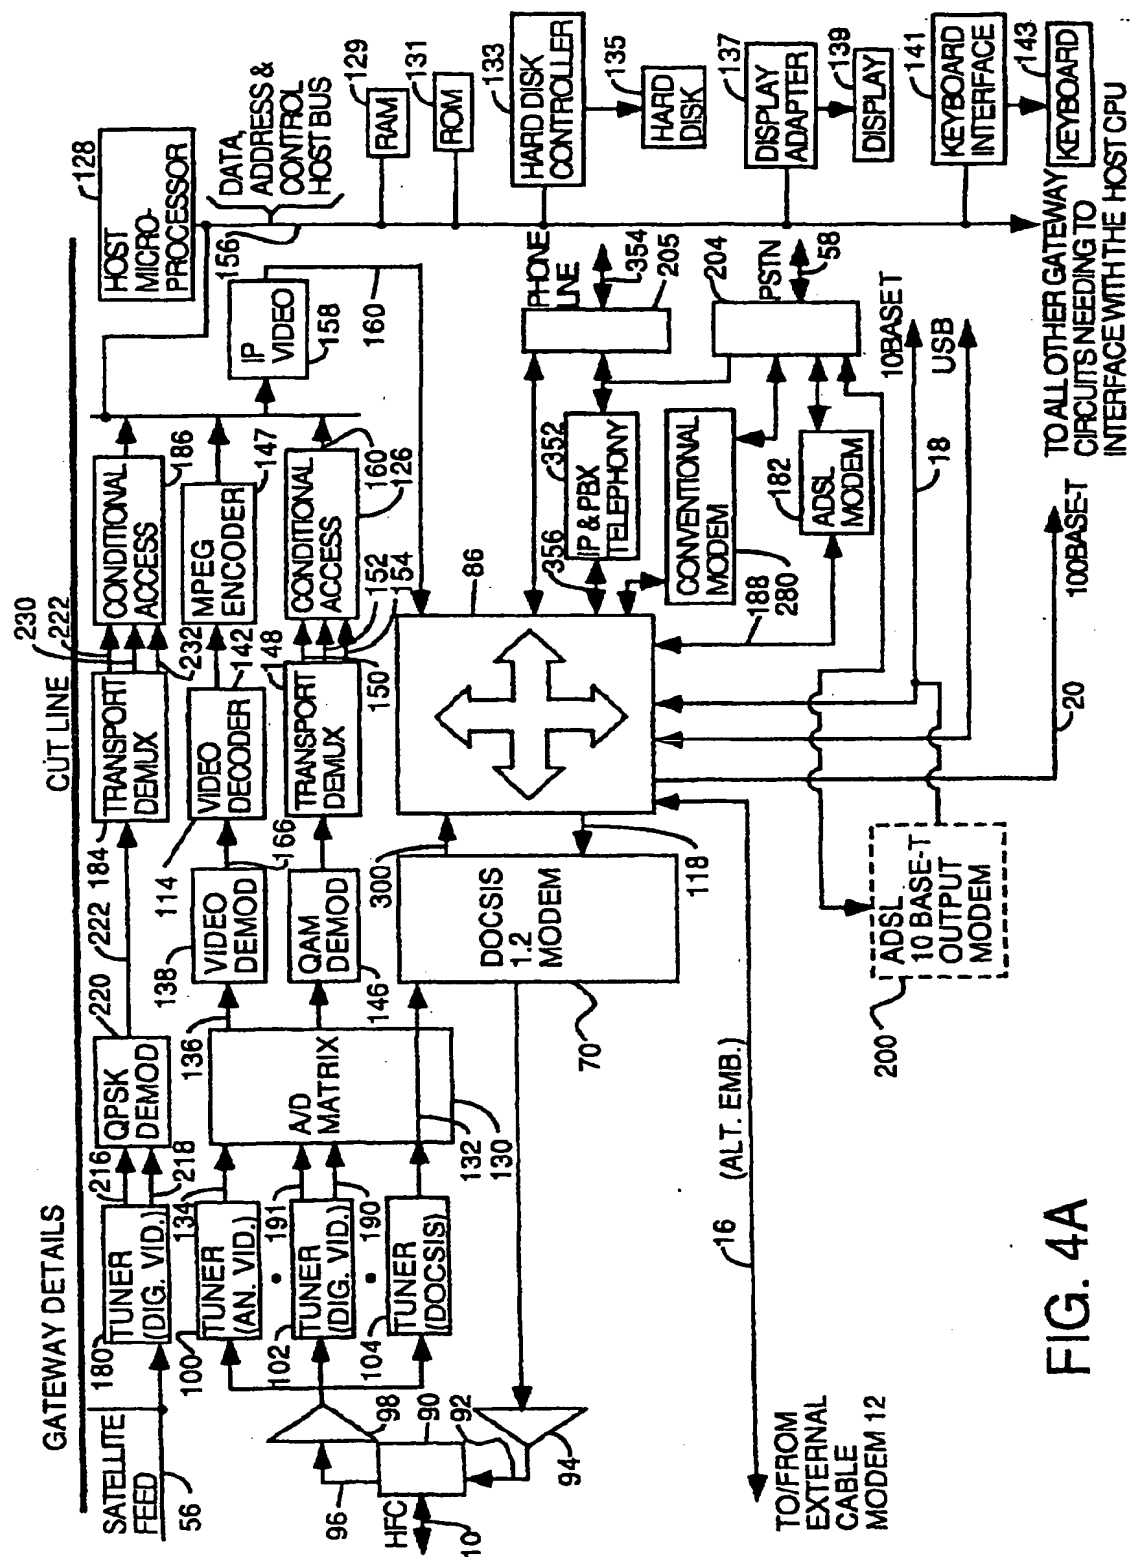 GATEWAY DETAILS
CUT LINE
SATELLITE
FEED
56
180
TUNER
(DIG. VID.)
216
218
QPSK
DEMOD
220
222
184
TRANSPORT
DEMUX
230
222
232
CONDITIONAL
ACCESS
186
100
TUNER
(AN. VID.)
134
136
138
VIDEO
DEMOD
166
114
VIDEO
DECODER
142
MPEG
ENCODER
147
102
TUNER
(DIG. VID.)
191
190
A/D
MATRIX
132
130
146
QAM
DEMOD
148
TRANSPORT
DEMUX
150
152
154
CONDITIONAL
ACCESS
126
160
104
TUNER
(DOCSIS)
IP
VIDEO
158
160
HFC
10
96
98
90
92
94
300
DOCSIS
1.2
MODEM
70
118
86
HOST
MICRO-
PROCESSOR
128
156
DATA,
ADDRESS &
CONTROL
HOST BUS
RAM
129
ROM
131
HARD DISK
CONTROLLER
133
HARD
DISK
135
DISPLAY
ADAPTER
137
DISPLAY
139
KEYBOARD
INTERFACE
141
KEYBOARD
143
TO ALL OTHER GATEWAY
CIRCUITS NEEDING TO
INTERFACE WITH THE HOST CPU
PHONE
LINE
354
205
204
PSTN
58
356
IP & PBX
TELEPHONY
352
CONVENTIONAL
MODEM
280
188
182
ADSL
MODEM
10BASE T
USB
18
100BASE-T
20
ADSL
10 BASE-T
OUTPUT
MODEM
200
(ALT. EMB.)
16
TO/FROM
EXTERNAL
CABLE
MODEM 12
FIG. 4A